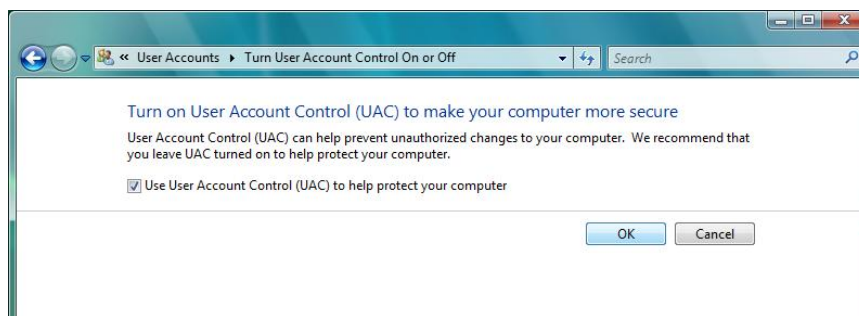 « User Accounts ▸ Turn User Account Control On or Off
Search
Turn on User Account Control (UAC) to make your computer more secure
User Account Control (UAC) can help prevent unauthorized changes to your computer. We recommend that
you leave UAC turned on to help protect your computer.
Use User Account Control (UAC) to help protect your computer
OK
Cancel